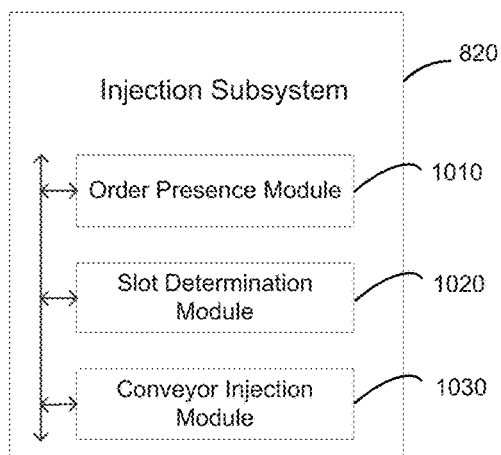 820
Injection Subsystem
Order Presence Module
1010
Slot Determination
Module
1020
Conveyor Injection
Module
1030